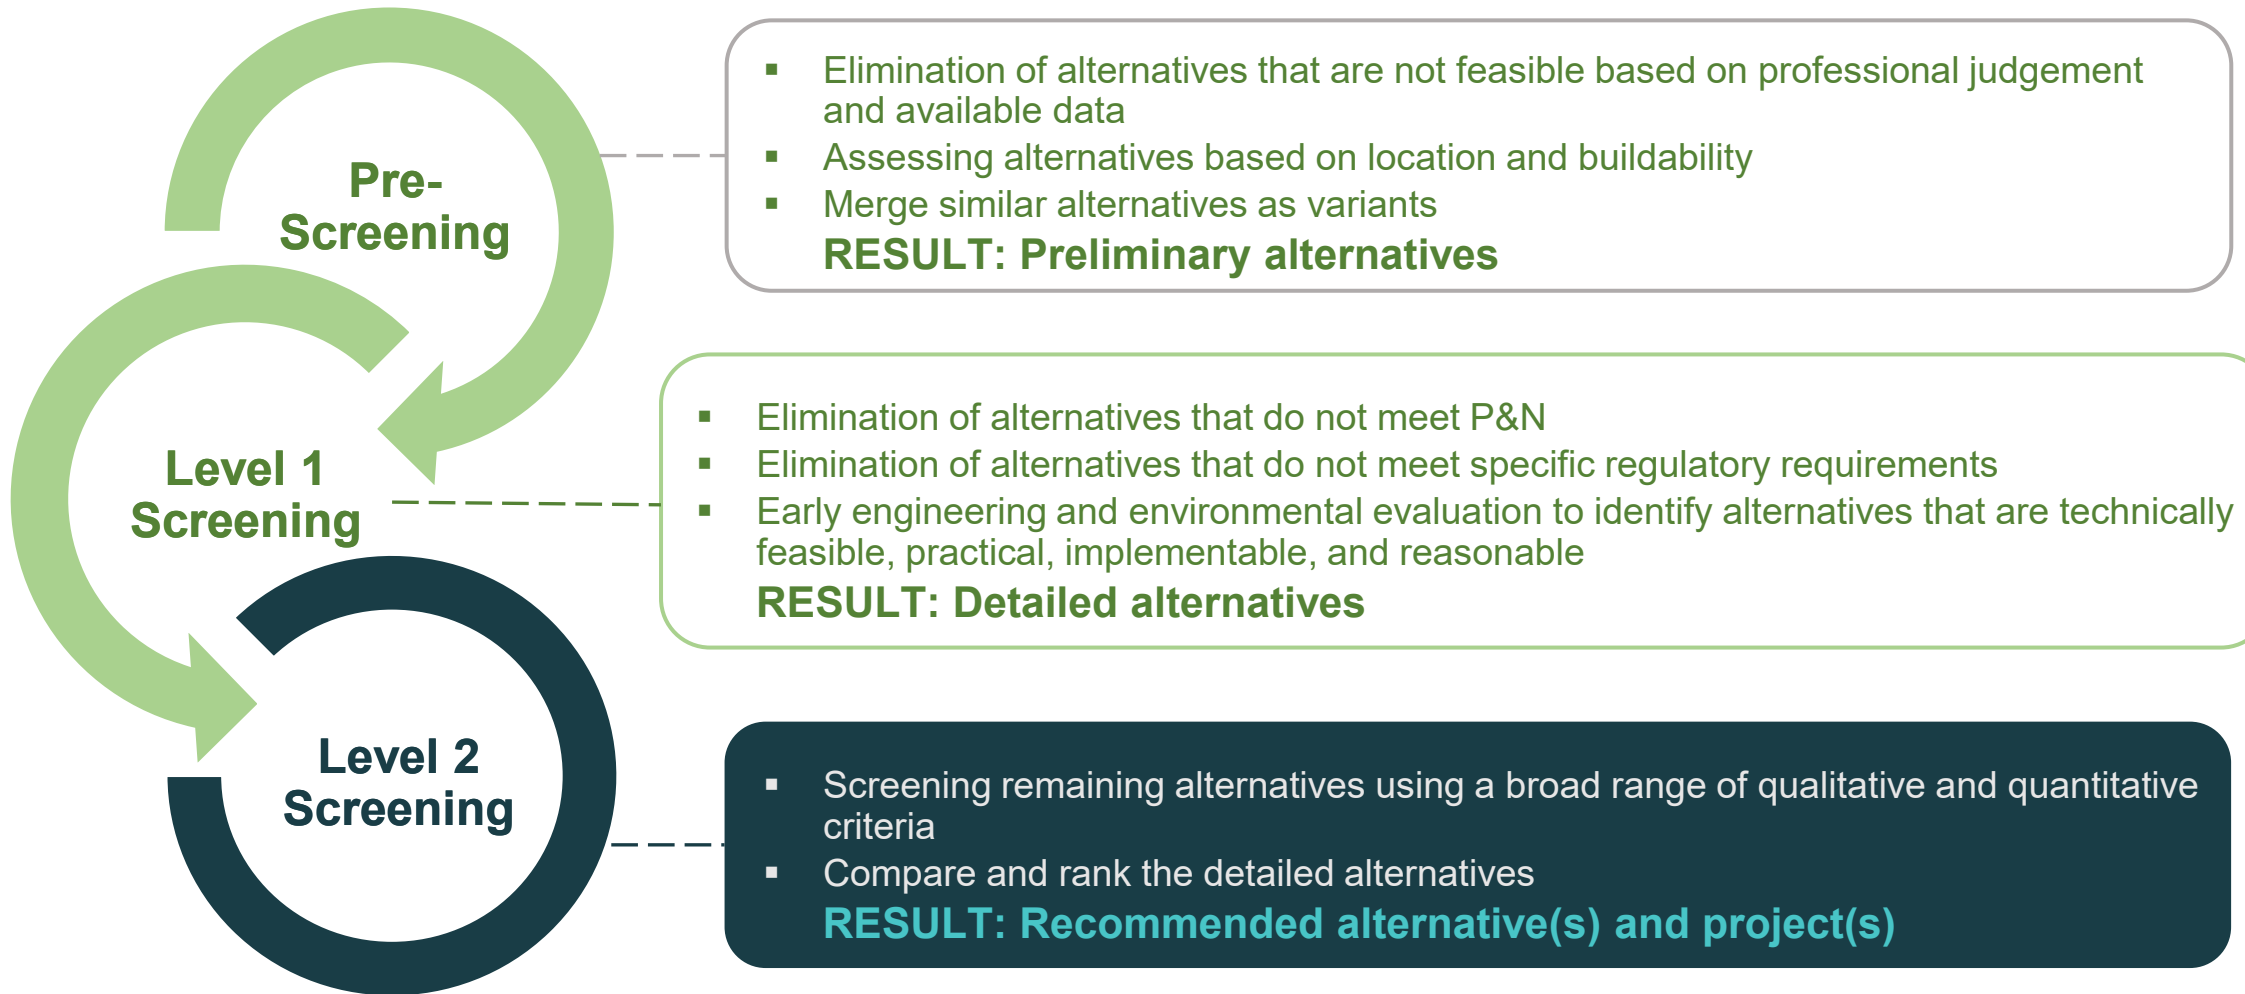 Pre-
Screening
▪ Elimination of alternatives that are not feasible based on professional judgement
and available data
▪ Assessing alternatives based on location and buildability
▪ Merge similar alternatives as variants
RESULT: Preliminary alternatives
Level 1
Screening
▪ Elimination of alternatives that do not meet P&N
▪ Elimination of alternatives that do not meet specific regulatory requirements
▪ Early engineering and environmental evaluation to identify alternatives that are technically
feasible, practical, implementable, and reasonable
RESULT: Detailed alternatives
Level 2
Screening
▪ Screening remaining alternatives using a broad range of qualitative and quantitative
criteria
▪ Compare and rank the detailed alternatives
RESULT: Recommended alternative(s) and project(s)